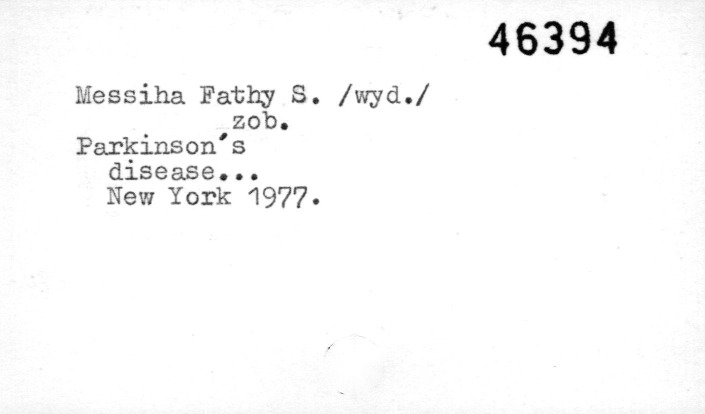 46394
Messiha Fathy S. /wyd./
zob.
Parkinson's
disease...
New York 1977.